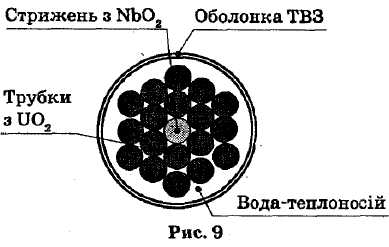 Стрижень з NbO₂
Оболонка ТВЗ
Трубки
з UO₂
Вода-теплоносій
Рис. 9